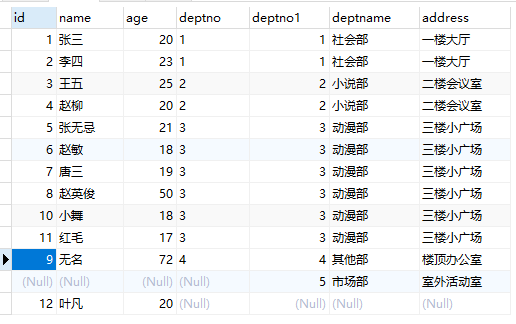 id name age deptno deptno1 deptname address
1 张三 20 1 1 社会部 一楼大厅
2 李四 23 1 1 社会部 一楼大厅
3 王五 25 2 2 小说部 二楼会议室
4 赵柳 20 2 2 小说部 二楼会议室
5 张无忌 21 3 3 动漫部 三楼小广场
6 赵敏 18 3 3 动漫部 三楼小广场
7 唐三 19 3 3 动漫部 三楼小广场
8 赵英俊 50 3 3 动漫部 三楼小广场
10 小舞 18 3 3 动漫部 三楼小广场
11 红毛 17 3 3 动漫部 三楼小广场
9 无名 72 4 4 其他部 楼顶办公室
(Null) (Null) (Null) (Null) 5 市场部 室外活动室
12 叶凡 20 (Null) (Null) (Null) (Null)